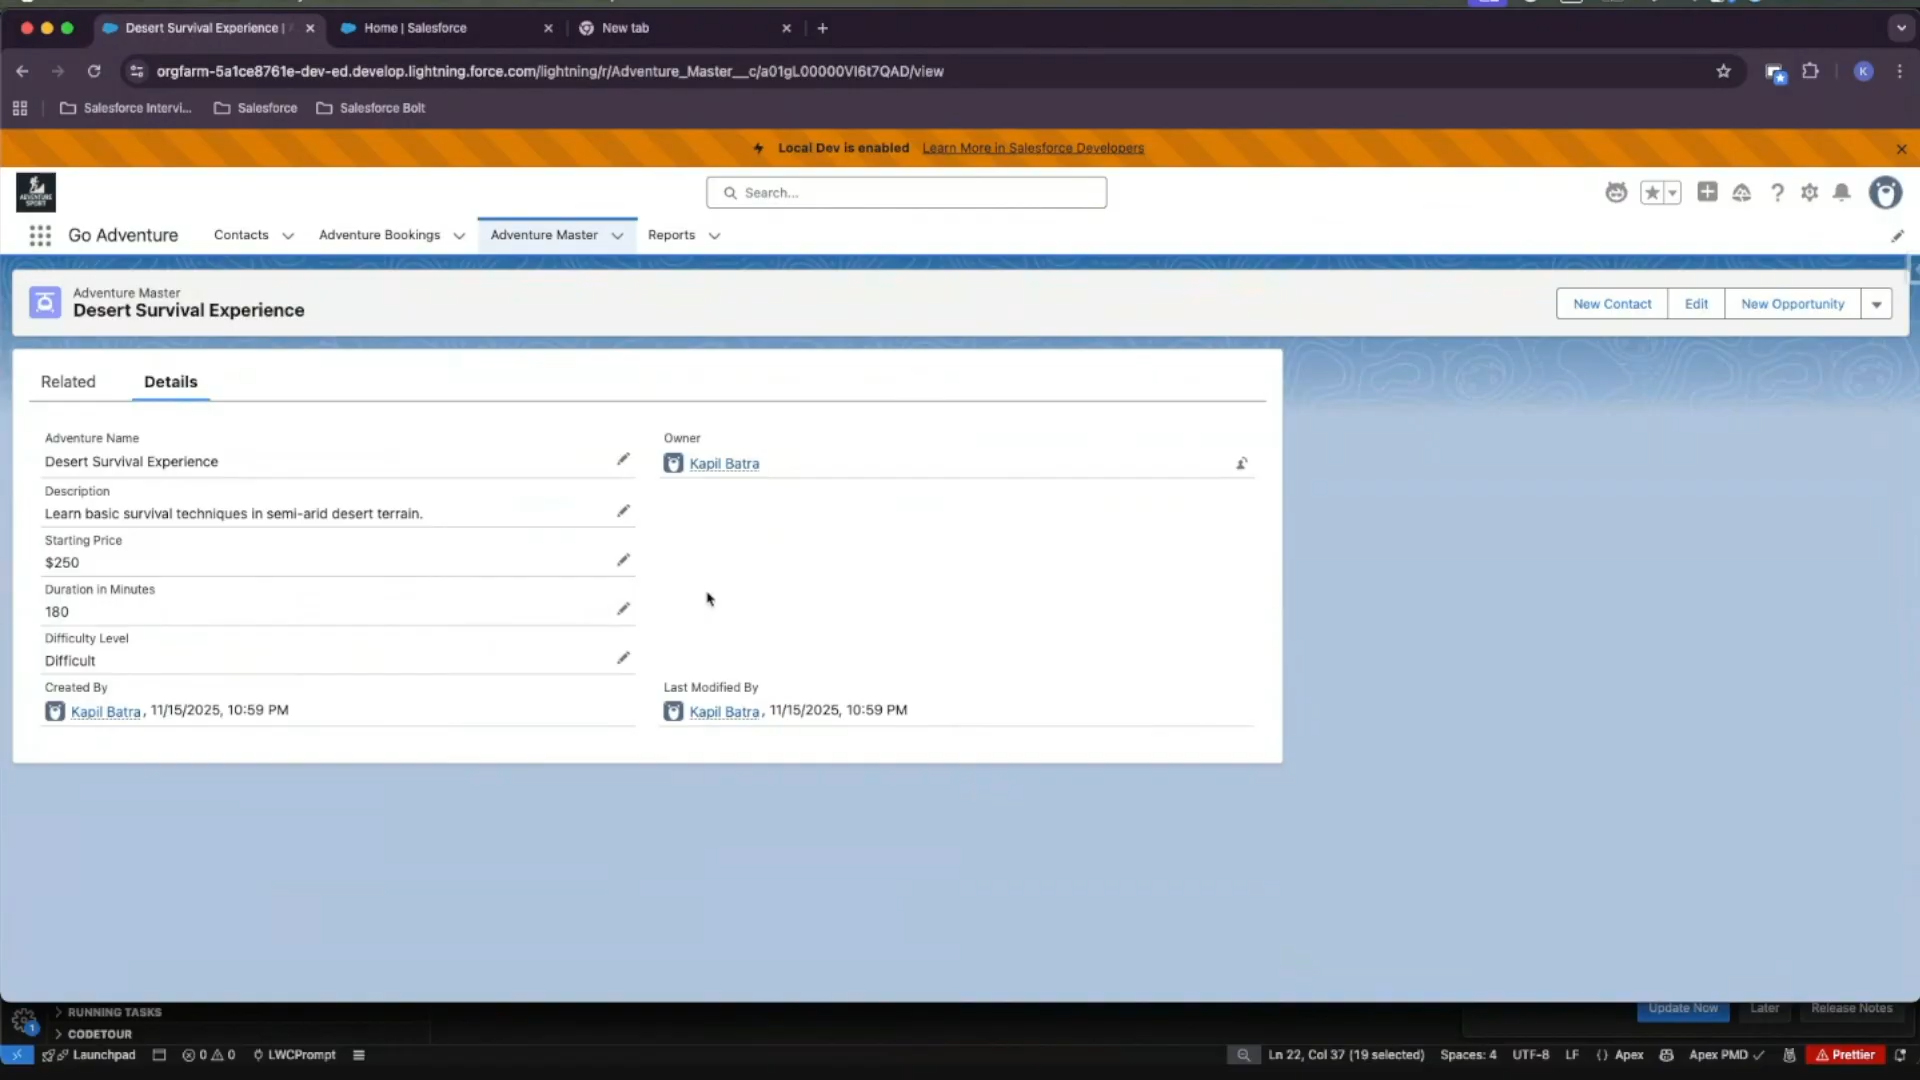 Desert Survival Experience |
Home | Salesforce
New tab
orgfarm-5a1ce8761e-dev-ed.develop.lightning.force.com/lightning/r/Adventure_Master__c/a01gL00000VI6t7QAD/view
K
Salesforce Intervi...
Salesforce
Salesforce Bolt
Local Dev is enabled
Learn More in Salesforce Developers
ADVENTURE
SPORT
Search...
Go Adventure
Contacts
Adventure Bookings
Adventure Master
Reports
Adventure Master
Desert Survival Experience
New Contact
Edit
New Opportunity
Related
Details
Adventure Name
Desert Survival Experience
Owner
Kapil Batra
Description
Learn basic survival techniques in semi-arid desert terrain.
Starting Price
$250
Duration in Minutes
180
Difficulty Level
Difficult
Created By
Kapil Batra, 11/15/2025, 10:59 PM
Last Modified By
Kapil Batra, 11/15/2025, 10:59 PM
RUNNING TASKS
CODETOUR
1
Update Now
Later
Release Notes
Launchpad
0
0
LWCPrompt
Ln 22, Col 37 (19 selected)
Spaces: 4
UTF-8
LF
{} Apex
Apex PMD
Prettier